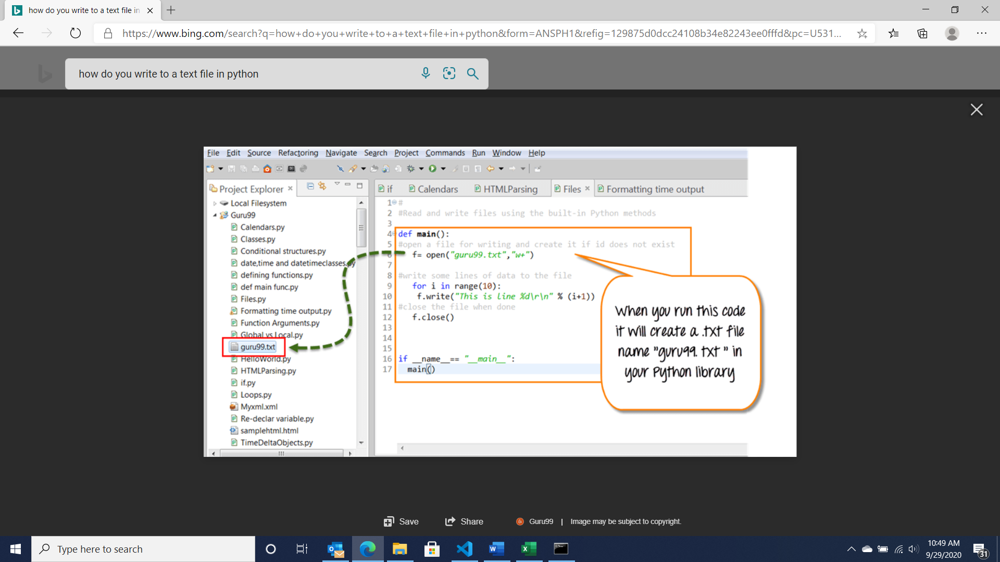 how do you write to a text file in
https://www.bing.com/search?q=how+do+you+write+to+a+text+file+in+python&form=ANSPH1&refig=129875d0dcc24108b34e82243ee0fffd&pc=U531...
how do you write to a text file in python
File Edit Source Refactoring Navigate Search Project Commands Run Window Help
Project Explorer
if Calendars HTMLParsing Files Formatting time output
Local Filesystem
Guru99
Calendars.py
Classes.py
Conditional structures.py
date,time and datetimeclasses.py
defining functions.py
def main func.py
Files.py
Formatting time output.py
Function Arguments.py
Global vs Local.py
guru99.txt
HelloWorld.py
HTMLParsing.py
if.py
Loops.py
Myxml.xml
Re-declar variable.py
samplehtml.html
TimeDeltaObjects.py
1 #
2 #Read and write files using the built-in Python methods
3
4 def main():
5 #open a file for writing and create it if id does not exist
6 f= open("guru99.txt","w+")
7
8 #write some lines of data to the file
9 for i in range(10):
10 f.write("This is line %d\r\n" % (i+1))
11 #close the file when done
12 f.close()
13
14
15
16 if __name__== "__main__":
17 main()
When you run this code
it will create a .txt file
name "guru99. txt " in
your Python library
Save Share Guru99 | Image may be subject to copyright.
Type here to search
10:49 AM
9/29/2020
31